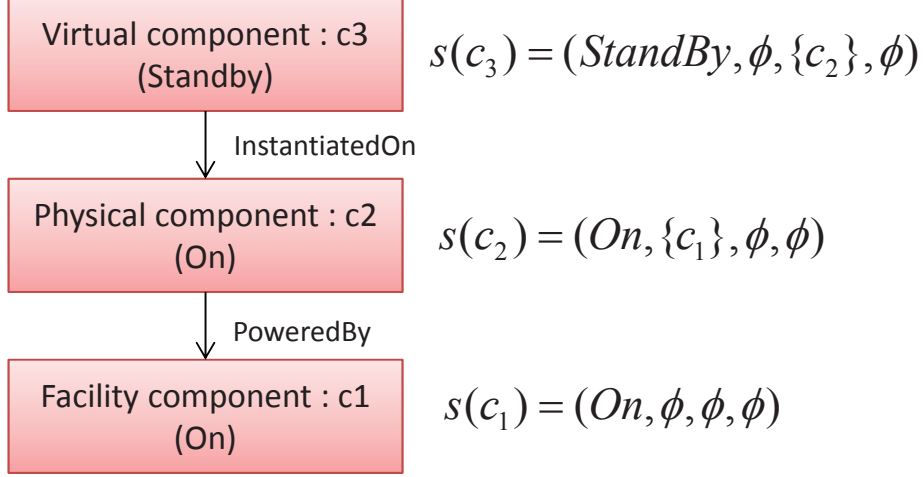 Virtual component : c3
(Standby)
s(c₃) = (StandBy, ϕ, {c₂}, ϕ)
InstantiatedOn
Physical component : c2
(On)
s(c₂) = (On, {c₁}, ϕ, ϕ)
PoweredBy
Facility component : c1
(On)
s(c₁) = (On, ϕ, ϕ, ϕ)